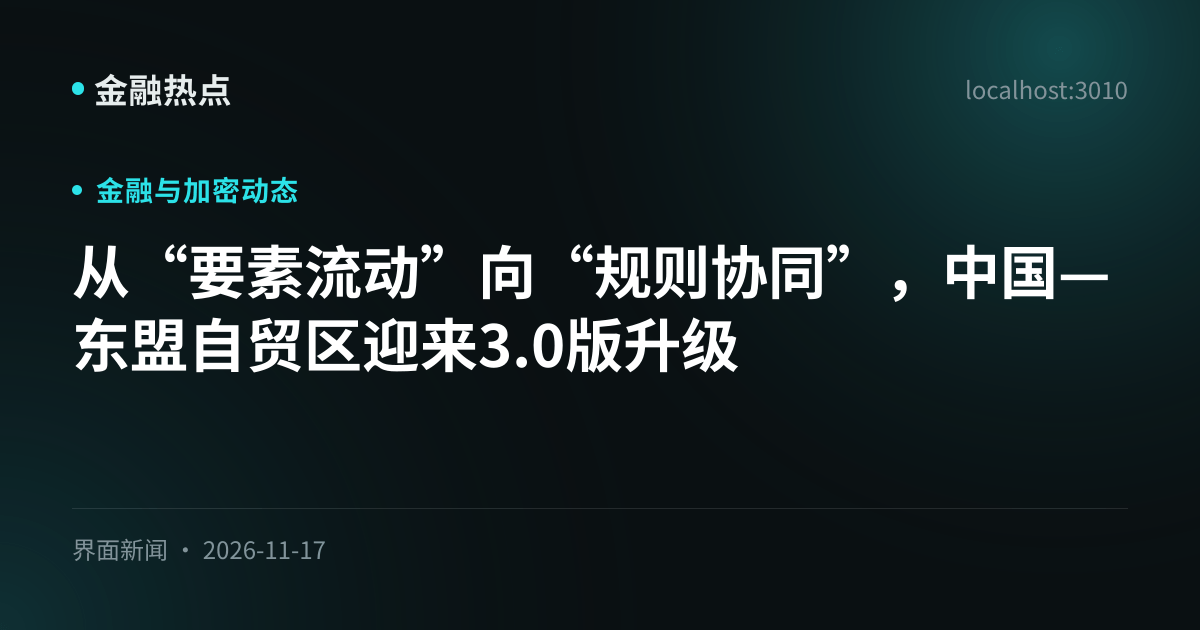 金融热点
localhost:3010
金融与加密动态
从“要素流动”向“规则协同”，中国—
东盟自贸区迎来3.0版升级
界面新闻 · 2026-11-17